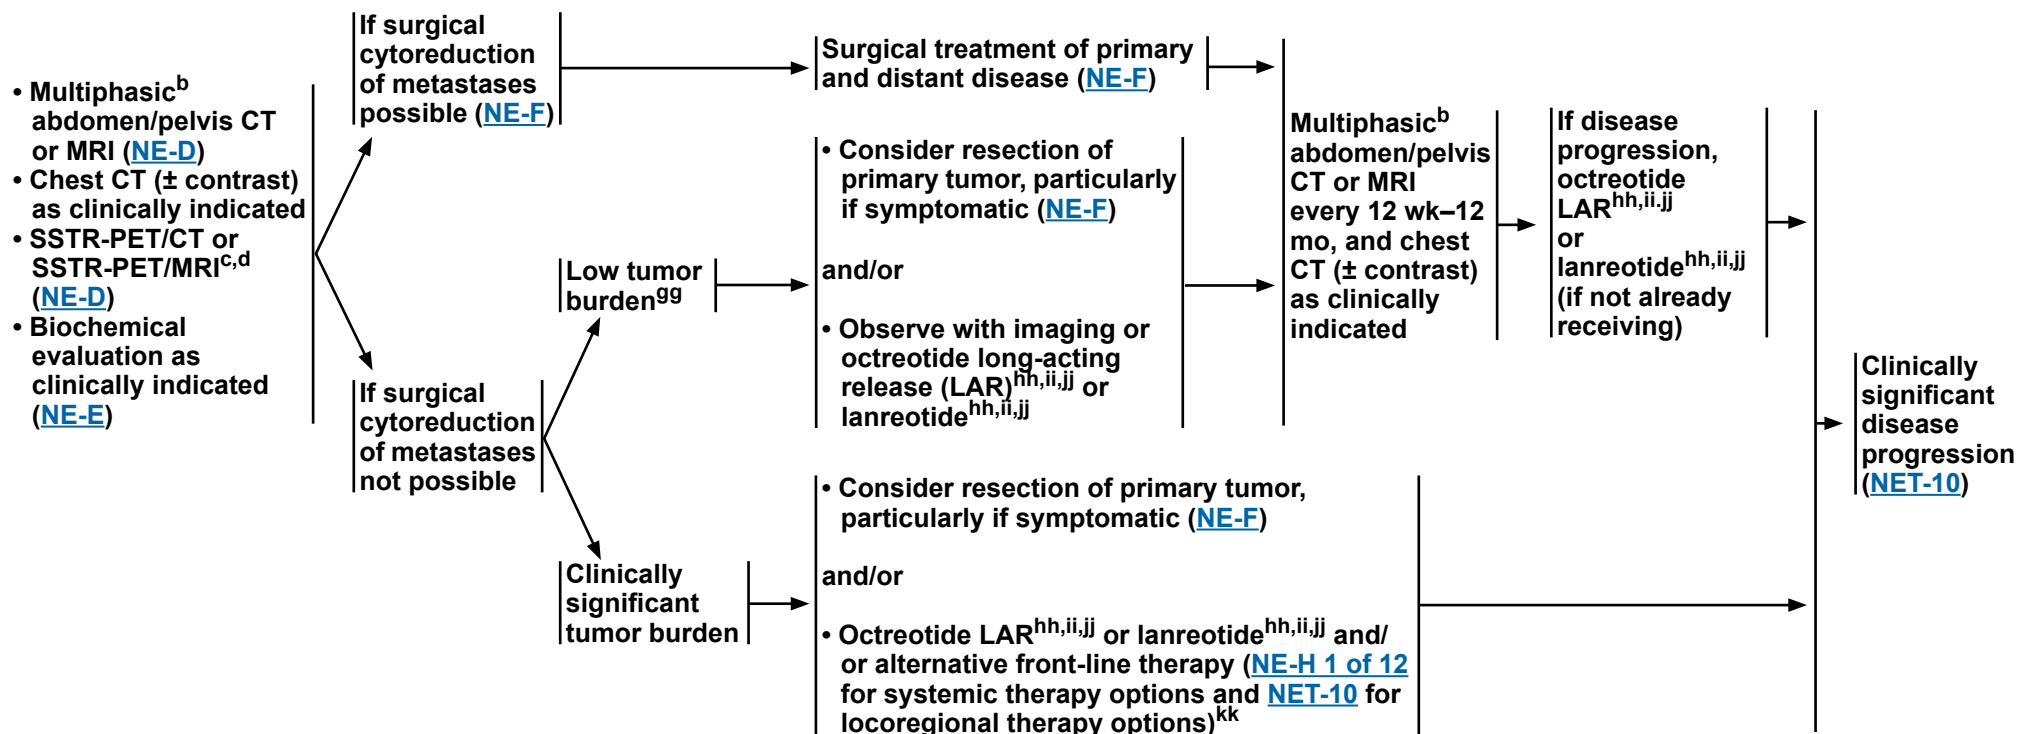 • Multiphasicb
abdomen/pelvis CT
or MRI (NE-D)
• Chest CT (± contrast)
as clinically indicated
• SSTR-PET/CT or
SSTR-PET/MRIc,d
(NE-D)
• Biochemical
evaluation as
clinically indicated
(NE-E)
If surgical
cytoreduction
of metastases
possible (NE-F)
If surgical
cytoreduction
of metastases
not possible
Low tumor
burdengg
Clinically
significant
tumor burden
Surgical treatment of primary
and distant disease (NE-F)
• Consider resection of
primary tumor, particularly
if symptomatic (NE-F)
and/or
• Observe with imaging or
octreotide long-acting
release (LAR)hh,ii,jj or
lanreotidehh,ii,jj
• Consider resection of primary tumor,
particularly if symptomatic (NE-F)
and/or
• Octreotide LARhh,ii,jj or lanreotidehh,ii,jj and/
or alternative front-line therapy (NE-H 1 of 12
for systemic therapy options and NET-10 for
locoregional therapy options)kk
Multiphasicb
abdomen/pelvis
CT or MRI
every 12 wk–12
mo, and chest
CT (± contrast)
as clinically
indicated
If disease
progression,
octreotide
LARhh,ii.jj
or
lanreotidehh,ii,jj
(if not already
receiving)
Clinically
significant
disease
progression
(NET-10)